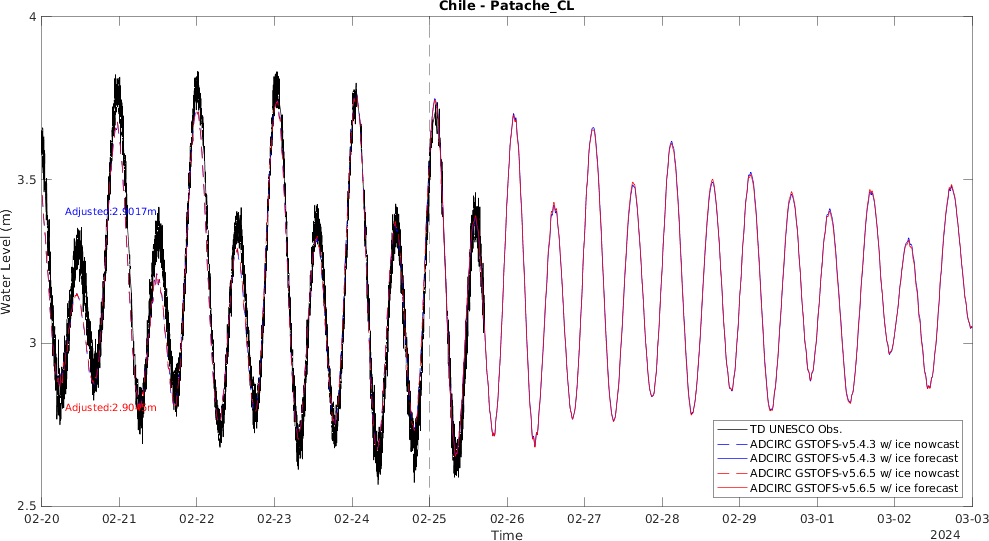 Chile - Patache_CL
4
3.5
3
2.5
Water Level (m)
Adjusted:2.9017m
02-20
02-21
02-22
02-23
02-24
02-25
02-26
02-27
02-28
02-29
03-01
03-02
03-03
Time
2024
TD UNESCO Obs.
ADCIRC GSTOFS-v5.4.3 w/ ice nowcast
ADCIRC GSTOFS-v5.4.3 w/ ice forecast
ADCIRC GSTOFS-v5.6.5 w/ ice nowcast
ADCIRC GSTOFS-v5.6.5 w/ ice forecast